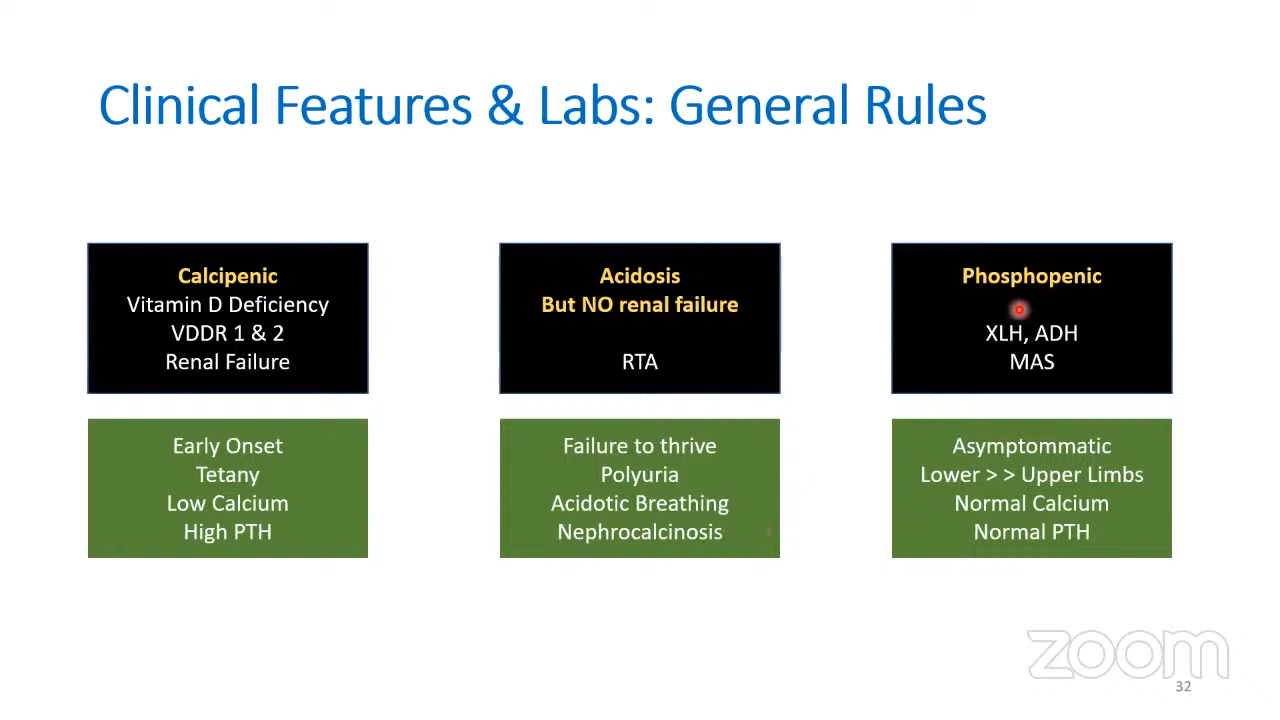 Clinical Features & Labs: General Rules
Calcipenic
Vitamin D Deficiency
VDDR 1 & 2
Renal Failure
Acidosis
But NO renal failure
RTA
Phosphopenic
XLH, ADH
MAS
Early Onset
Tetany
Low Calcium
High PTH
Failure to thrive
Polyuria
Acidotic Breathing
Nephrocalcinosis
Asymptommatic
Lower > > Upper Limbs
Normal Calcium
Normal PTH
zoom
32